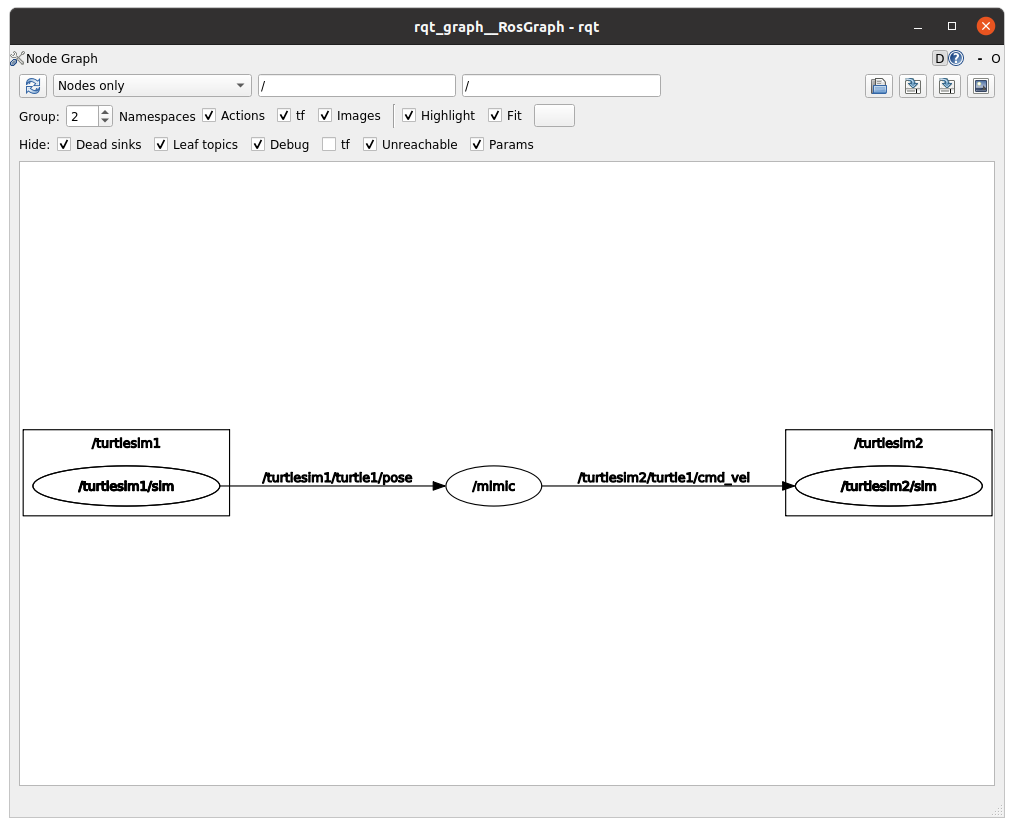 rqt_graph__RosGraph - rqt
Node Graph D - O
Nodes only / /
Group: 2 Namespaces Actions tf Images Highlight Fit
Hide: Dead sinks Leaf topics Debug tf Unreachable Params
/turtlesim1 /turtlesim2
/turtlesim1/sim /turtlesim1/turtle1/pose /mimic /turtlesim2/turtle1/cmd_vel /turtlesim2/sim